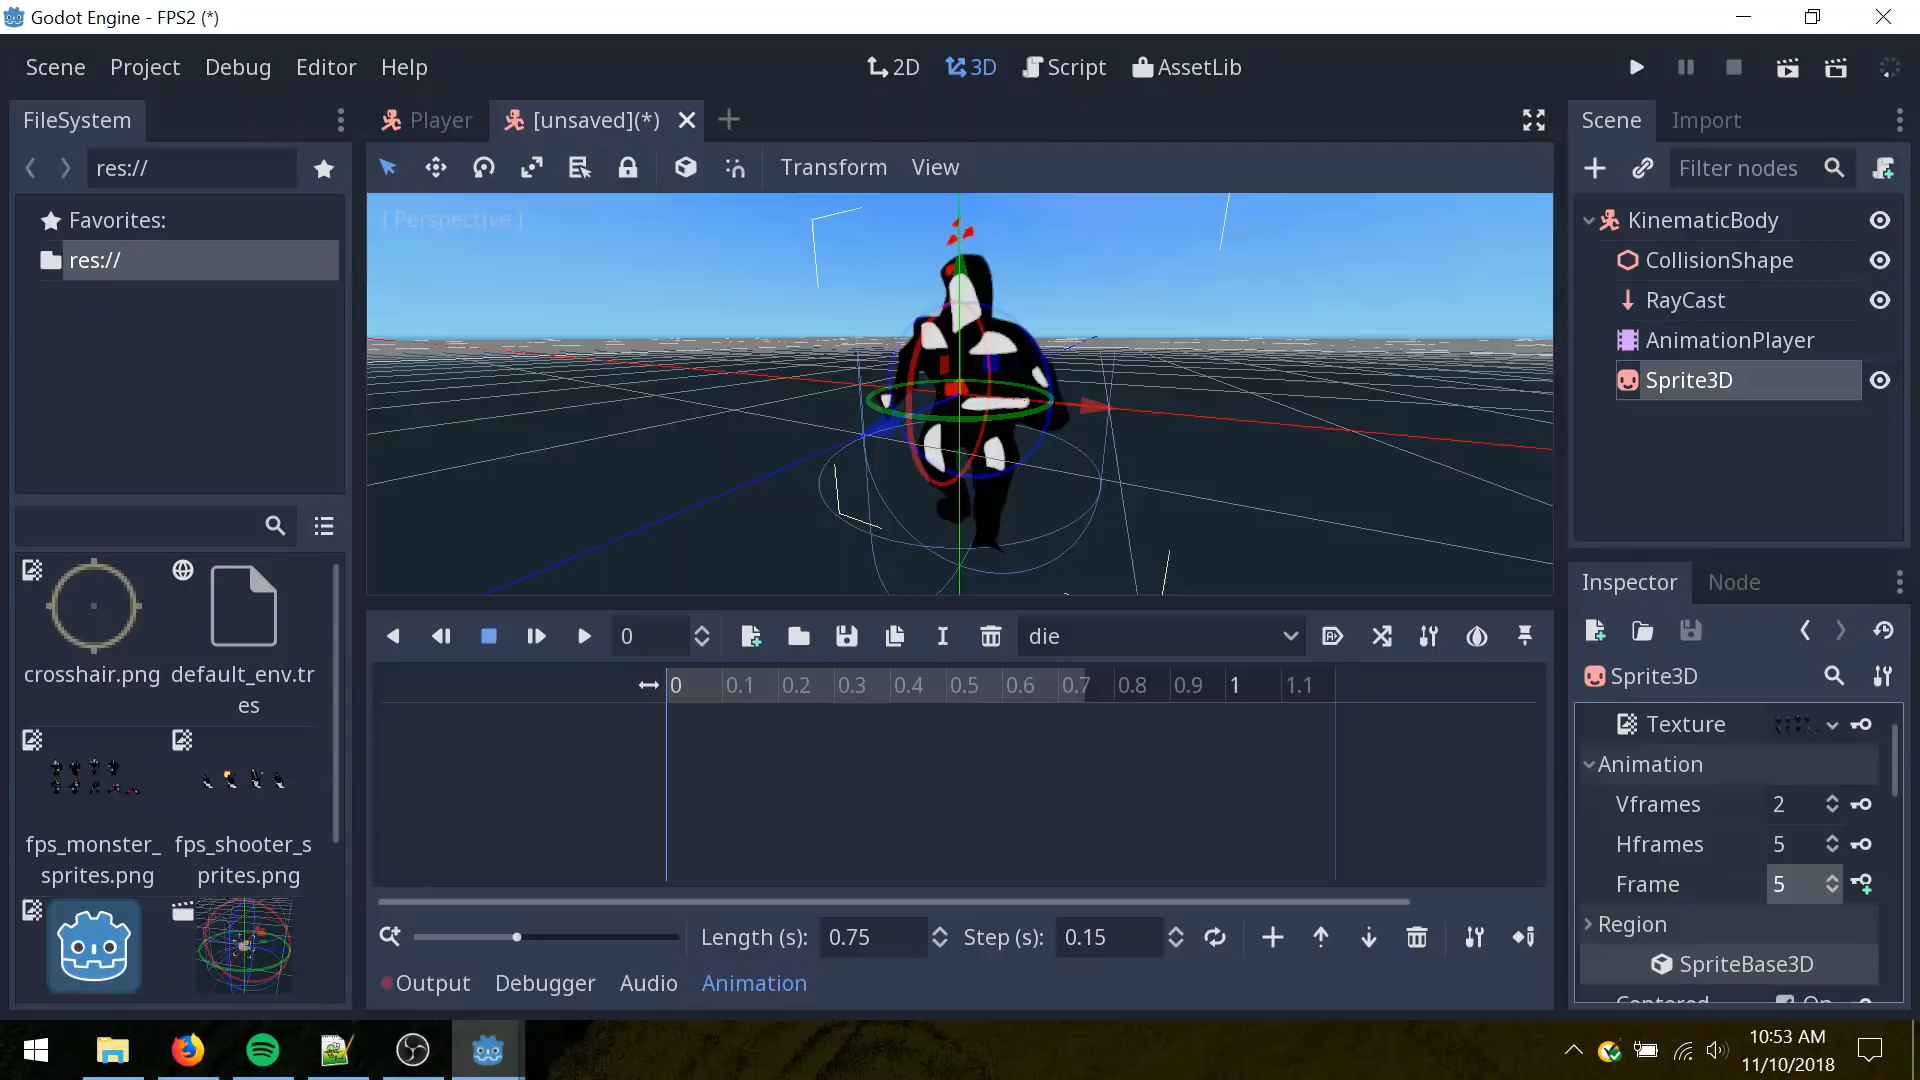 Godot Engine - FPS2 (*)
Scene Project Debug Editor Help
2D 3D Script AssetLib
FileSystem
Player [unsaved](*)
Scene Import
res://
Transform View
Filter nodes
Favorites:
res://
[ Perspective ]
KinematicBody
CollisionShape
RayCast
AnimationPlayer
Sprite3D
crosshair.png
default_env.tr
es
fps_monster_
sprites.png
fps_shooter_s
prites.png
0 die
0 0.1 0.2 0.3 0.4 0.5 0.6 0.7 0.8 0.9 1 1.1
Length (s): 0.75 Step (s): 0.15
Output Debugger Audio Animation
Inspector Node
Sprite3D
Texture
Animation
Vframes 2
Hframes 5
Frame 5
Region
SpriteBase3D
Centered On
10:53 AM
11/10/2018